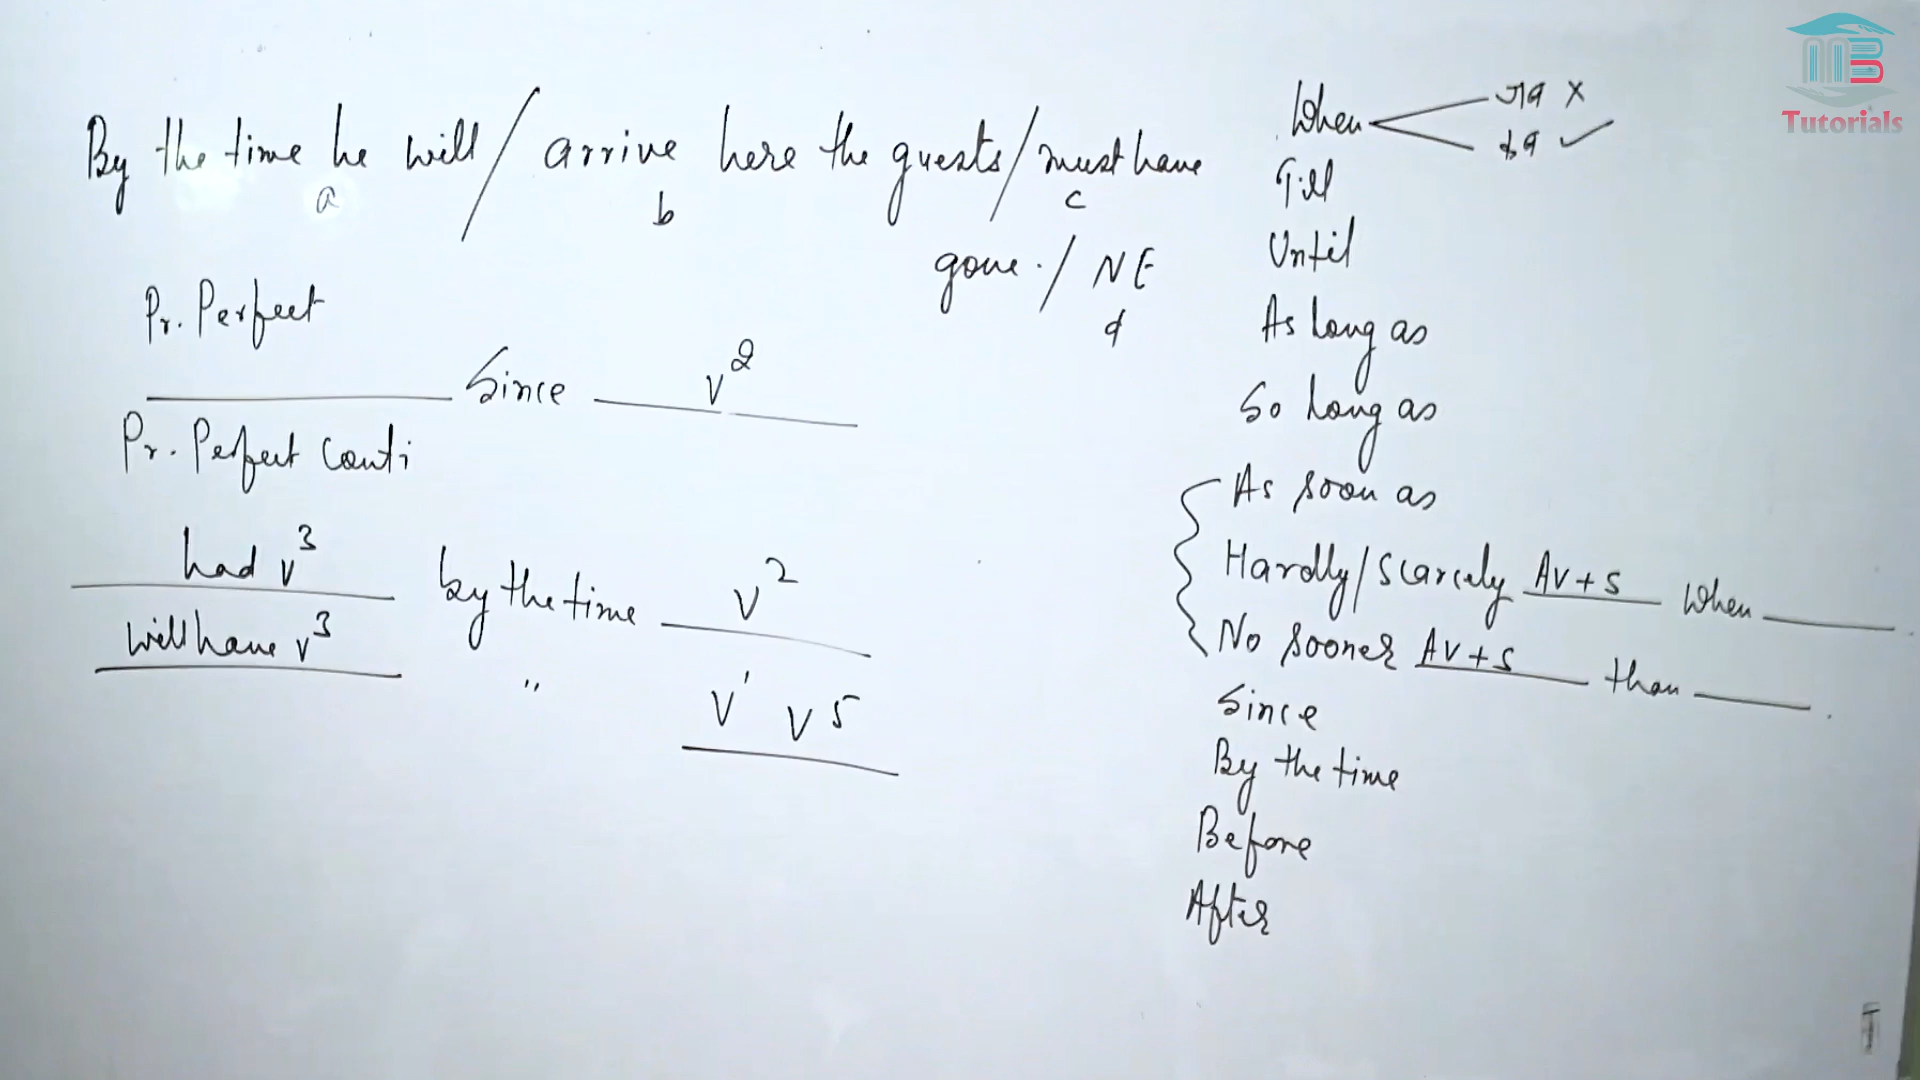 By the time he will / arrive here the guests / must have
a b c
gone. / NE
d
Pr. Perfect
Since V2
Pr. Perfect Conti
had V3 by the time V2
will have V3 " V1 V5
When जब ×
कब ✓
Till
Until
As long as
So long as
As soon as
Hardly/Scarcely AV+S When
No sooner AV+S than
Since
By the time
Before
After
MB
Tutorials